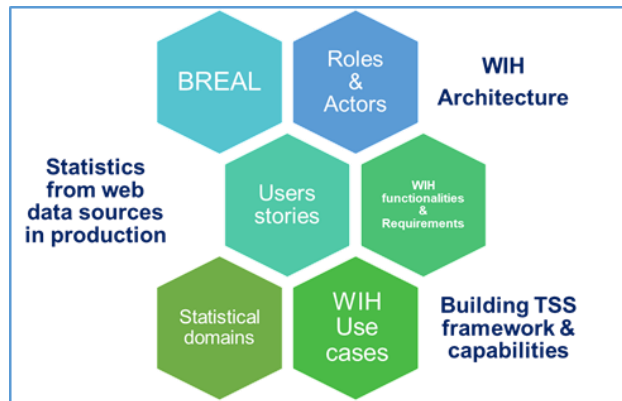 BREAL
Roles
&
Actors
WIH
Architecture
Statistics
from web
data sources
in production
Users
stories
WIH
functionalities
&
Requirements
Statistical
domains
WIH
Use
cases
Building TSS
framework &
capabilities